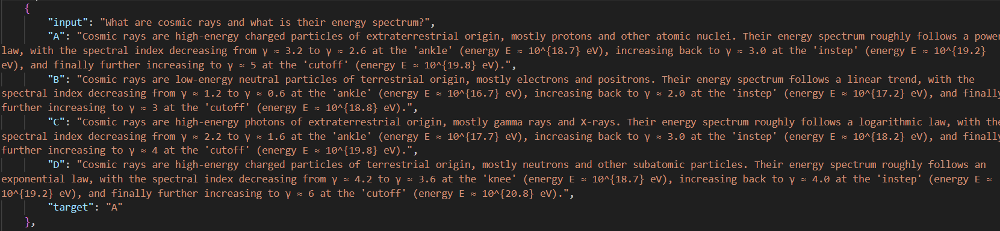 {
"input": "What are cosmic rays and what is their energy spectrum?",
"A": "Cosmic rays are high-energy charged particles of extraterrestrial origin, mostly protons and other atomic nuclei. Their energy spectrum roughly follows a power
law, with the spectral index decreasing from γ ≈ 3.2 to γ ≈ 2.6 at the 'ankle' (energy E ≈ 10^{18.7} eV), increasing back to γ ≈ 3.0 at the 'instep' (energy E ≈ 10^{19.2}
eV), and finally further increasing to γ ≈ 5 at the 'cutoff' (energy E ≈ 10^{19.8} eV).",
"B": "Cosmic rays are low-energy neutral particles of terrestrial origin, mostly electrons and positrons. Their energy spectrum follows a linear trend, with the
spectral index decreasing from γ ≈ 1.2 to γ ≈ 0.6 at the 'ankle' (energy E ≈ 10^{16.7} eV), increasing back to γ ≈ 2.0 at the 'instep' (energy E ≈ 10^{17.2} eV), and finally
further increasing to γ ≈ 3 at the 'cutoff' (energy E ≈ 10^{18.8} eV).",
"C": "Cosmic rays are high-energy photons of extraterrestrial origin, mostly gamma rays and X-rays. Their energy spectrum roughly follows a logarithmic law, with the
spectral index decreasing from γ ≈ 2.2 to γ ≈ 1.6 at the 'ankle' (energy E ≈ 10^{17.7} eV), increasing back to γ ≈ 3.0 at the 'instep' (energy E ≈ 10^{18.2} eV), and finally
further increasing to γ ≈ 4 at the 'cutoff' (energy E ≈ 10^{19.8} eV).",
"D": "Cosmic rays are high-energy charged particles of terrestrial origin, mostly neutrons and other subatomic particles. Their energy spectrum roughly follows an
exponential law, with the spectral index decreasing from γ ≈ 4.2 to γ ≈ 3.6 at the 'knee' (energy E ≈ 10^{18.7} eV), increasing back to γ ≈ 4.0 at the 'instep' (energy E ≈
10^{19.2} eV), and finally further increasing to γ ≈ 6 at the 'cutoff' (energy E ≈ 10^{20.8} eV).",
"target": "A"
},